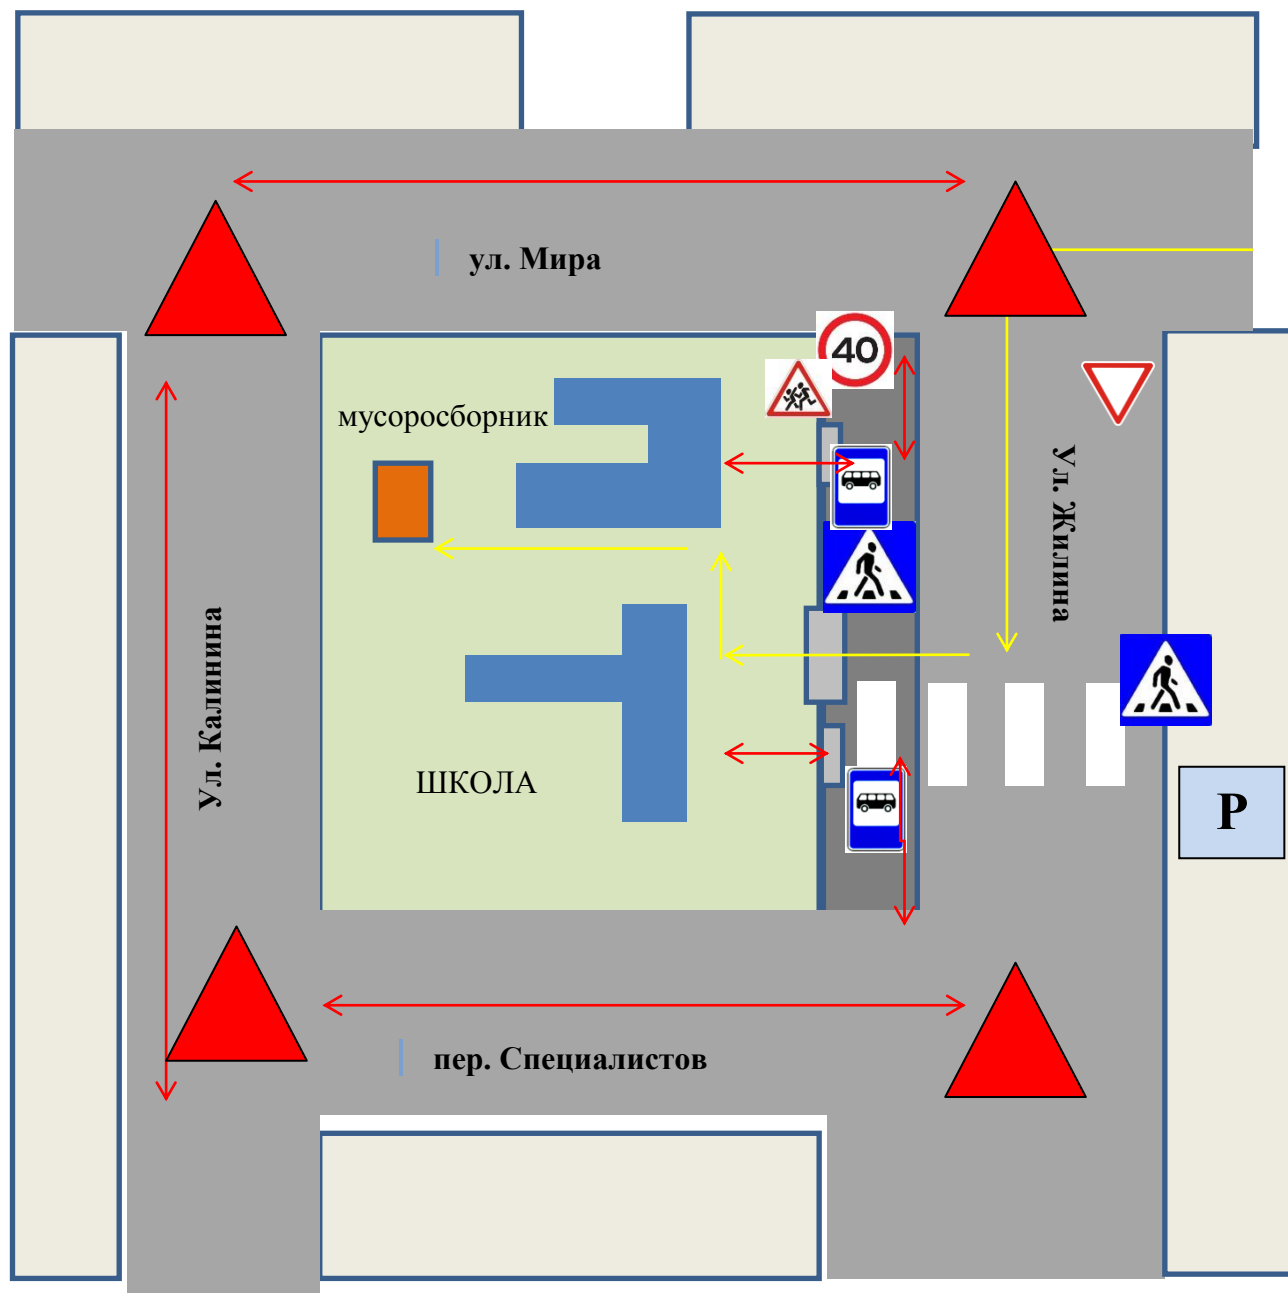 ул. Мира
40
мусоросборник
Ул. Жилина
Ул. Калинина
ШКОЛА
P
пер. Специалистов